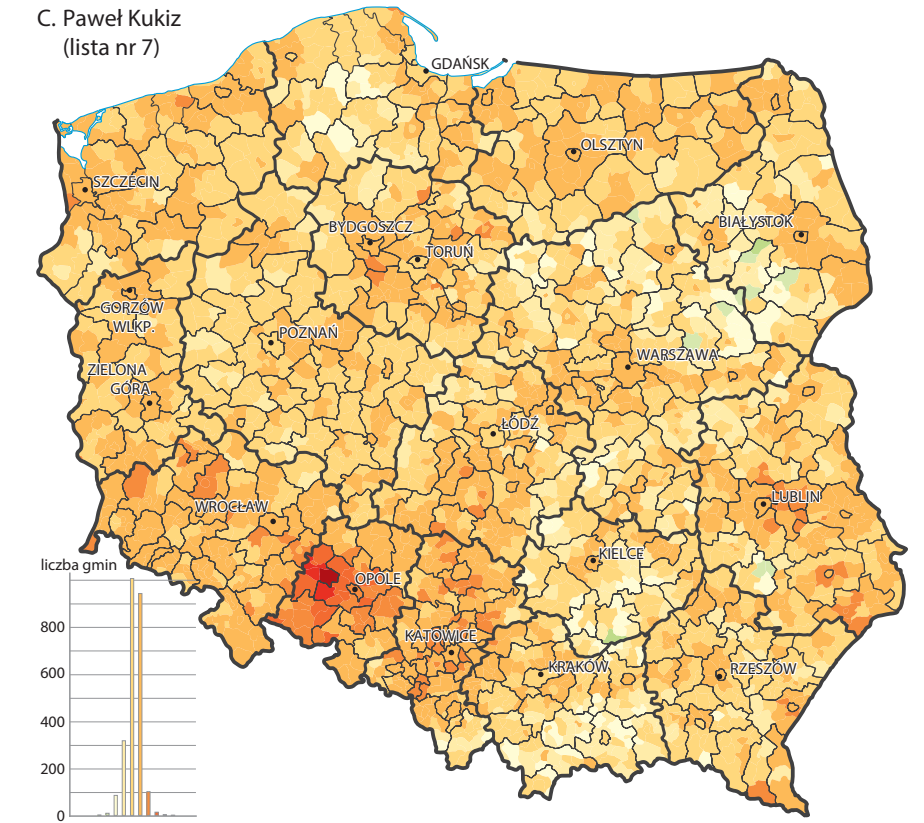 C. Paweł Kukiz
(lista nr 7)
GDAŃSK
OLSZTYN
SZCZECIN
BIAŁYSTOK
BYDGOSZCZ
TORUŃ
GORZÓW
WLKP.
POZNAŃ
WARSZAWA
ZIELONA
GÓRA
ŁÓDŹ
LUBLIN
WROCŁAW
KIELCE
OPOLE
KATOWICE
KRAKÓW
RZESZÓW
liczba gmin
800
600
400
200
0